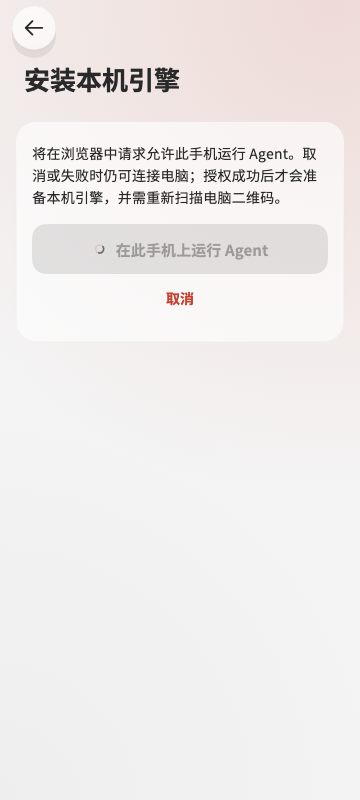 安装本机引擎
将在浏览器中请求允许此手机运行 Agent。取
消或失败时仍可连接电脑；授权成功后才会准
备本机引擎，并需重新扫描电脑二维码。
在此手机上运行 Agent
取消